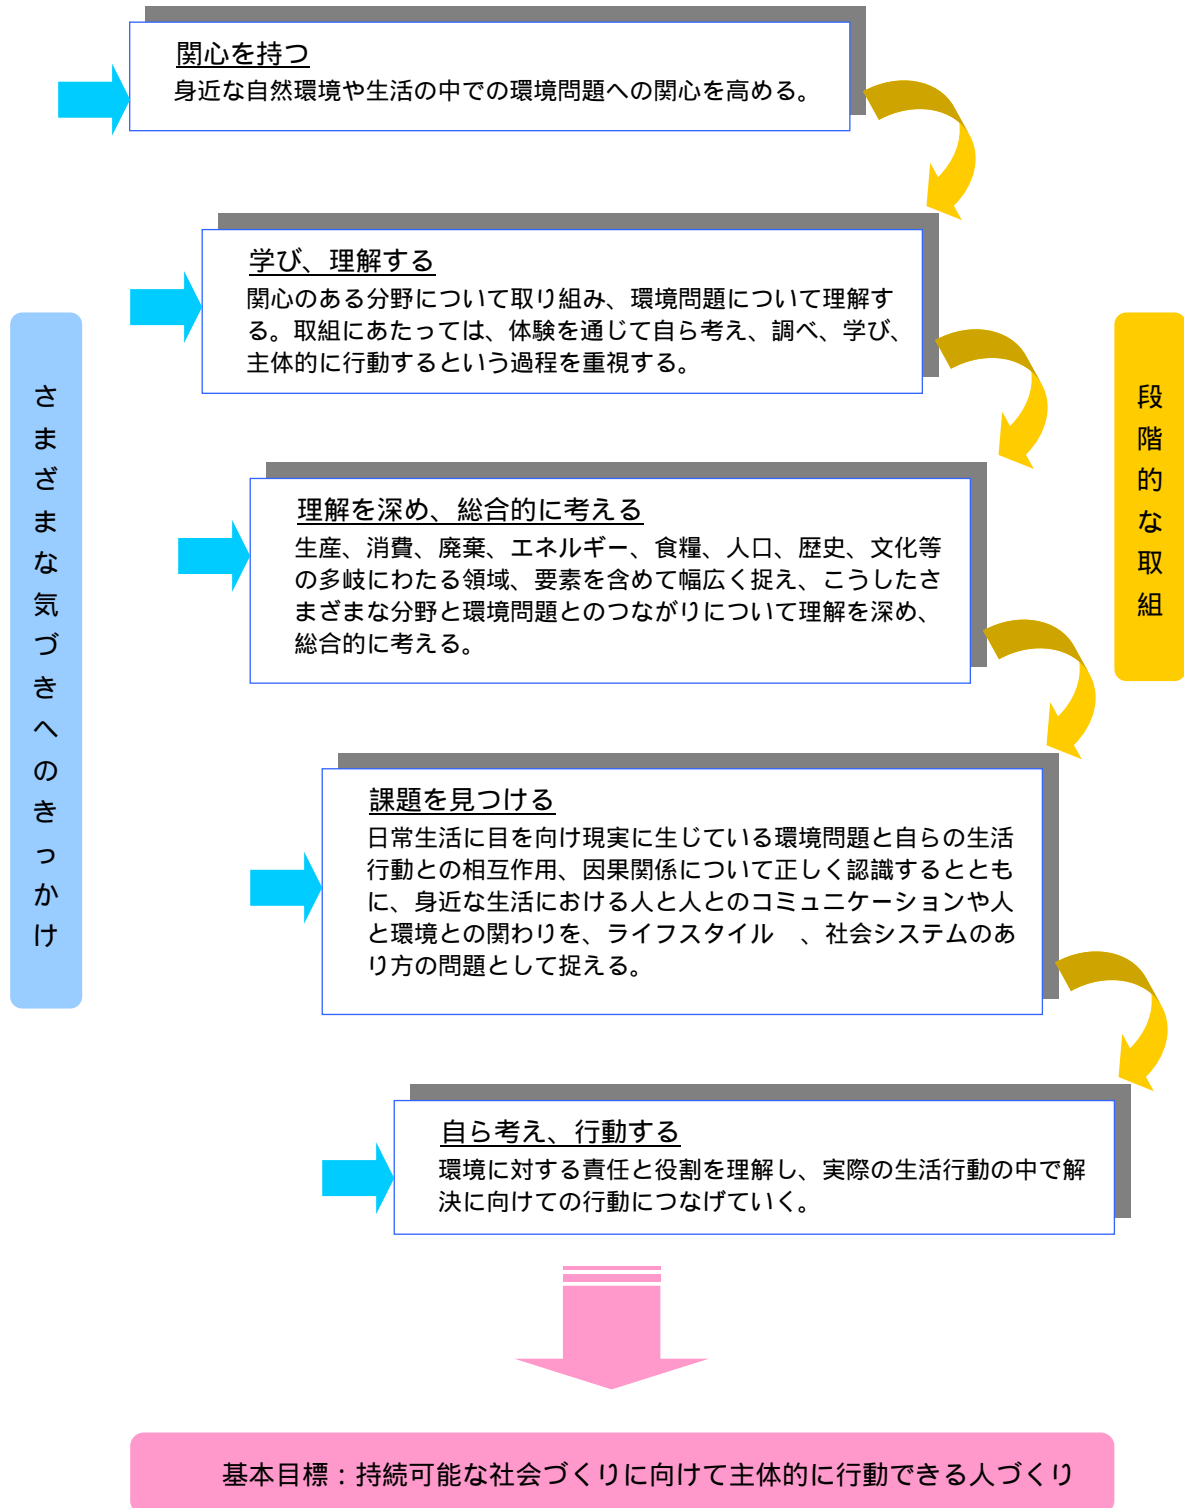 関心を持つ
身近な自然環境や生活の中での環境問題への関心を高める。
学び、理解する
関心のある分野について取り組み、環境問題について理解す
る。取組にあたっては、体験を通じて自ら考え、調べ、学び、
主体的に行動するという過程を重視する。
さまざまな気づきへのきっかけ
段階的な取組
理解を深め、総合的に考える
生産、消費、廃棄、エネルギー、食糧、人口、歴史、文化等
の多岐にわたる領域、要素を含めて幅広く捉え、こうしたさ
まざまな分野と環境問題とのつながりについて理解を深め、
総合的に考える。
課題を見つける
日常生活に目を向け現実に生じている環境問題と自らの生活
行動との相互作用、因果関係について正しく認識するととも
に、身近な生活における人と人とのコミュニケーションや人
と環境との関わりを、ライフスタイル　、社会システムのあ
り方の問題として捉える。
自ら考え、行動する
環境に対する責任と役割を理解し、実際の生活行動の中で解
決に向けての行動につなげていく。
基本目標：持続可能な社会づくりに向けて主体的に行動できる人づくり